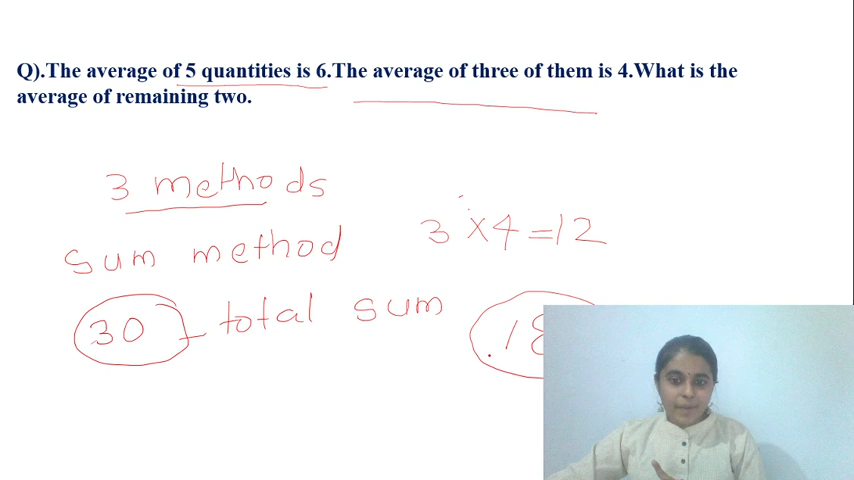 Q).The average of 5 quantities is 6.The average of three of them is 4.What is the
average of remaining two.
3 methods
sum method 3 ×4=12
30 - total sum